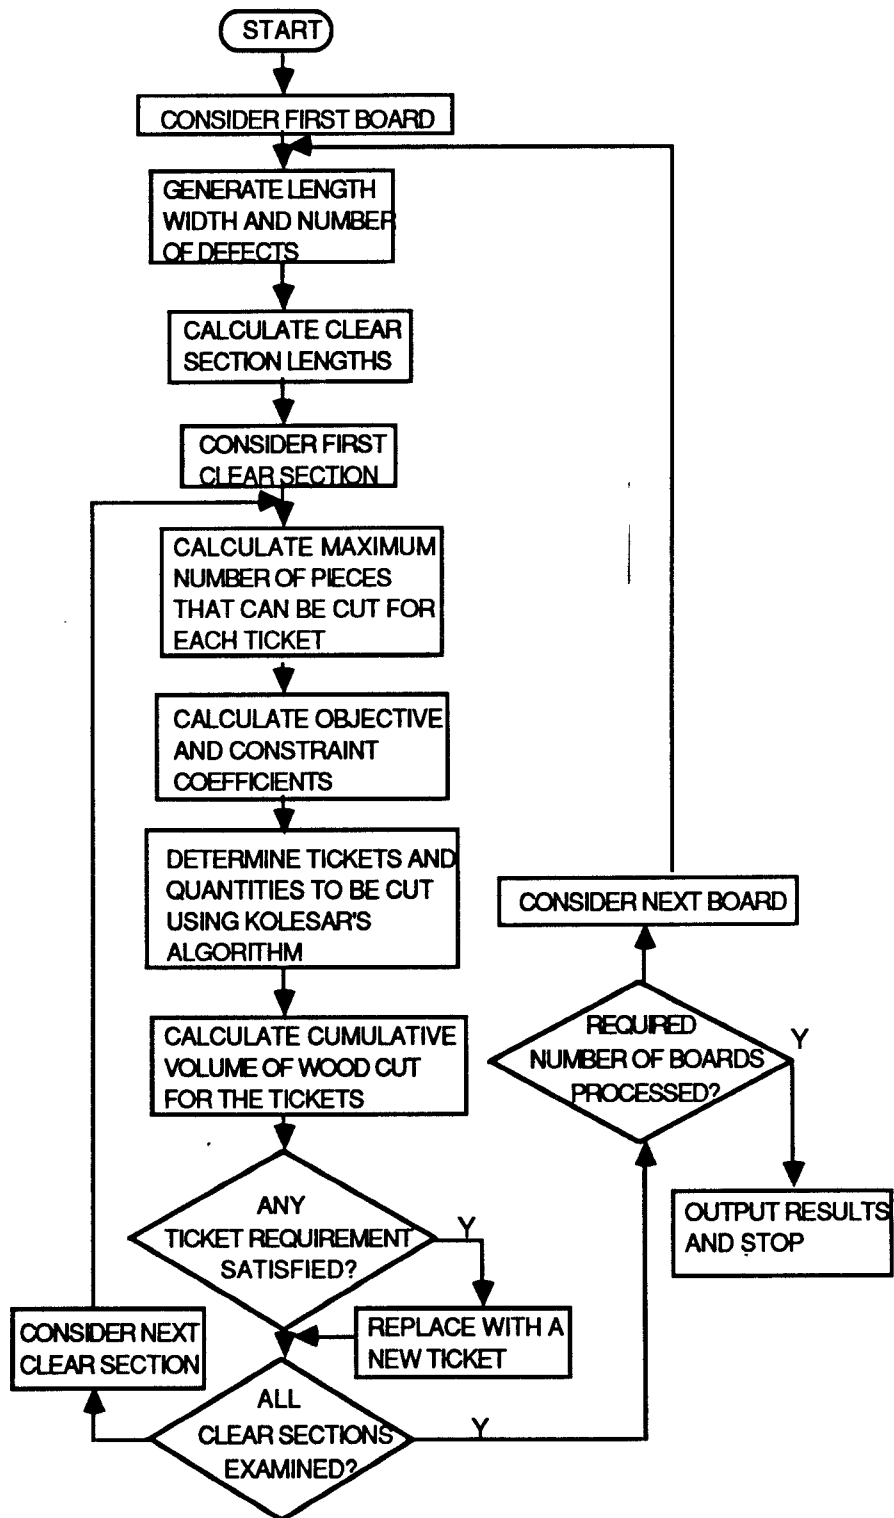 START
CONSIDER FIRST BOARD
GENERATE LENGTH
WIDTH AND NUMBER
OF DEFECTS
CALCULATE CLEAR
SECTION LENGTHS
CONSIDER FIRST
CLEAR SECTION
CALCULATE MAXIMUM
NUMBER OF PIECES
THAT CAN BE CUT FOR
EACH TICKET
CALCULATE OBJECTIVE
AND CONSTRAINT
COEFFICIENTS
DETERMINE TICKETS AND
QUANTITIES TO BE CUT
USING KOLESAR'S
ALGORITHM
CALCULATE CUMULATIVE
VOLUME OF WOOD CUT
FOR THE TICKETS
ANY
TICKET REQUIREMENT
SATISFIED?
Y
REPLACE WITH A
NEW TICKET
CONSIDER NEXT
CLEAR SECTION
ALL
CLEAR SECTIONS
EXAMINED?
Y
CONSIDER NEXT BOARD
REQUIRED
NUMBER OF BOARDS
PROCESSED?
Y
OUTPUT RESULTS
AND STOP